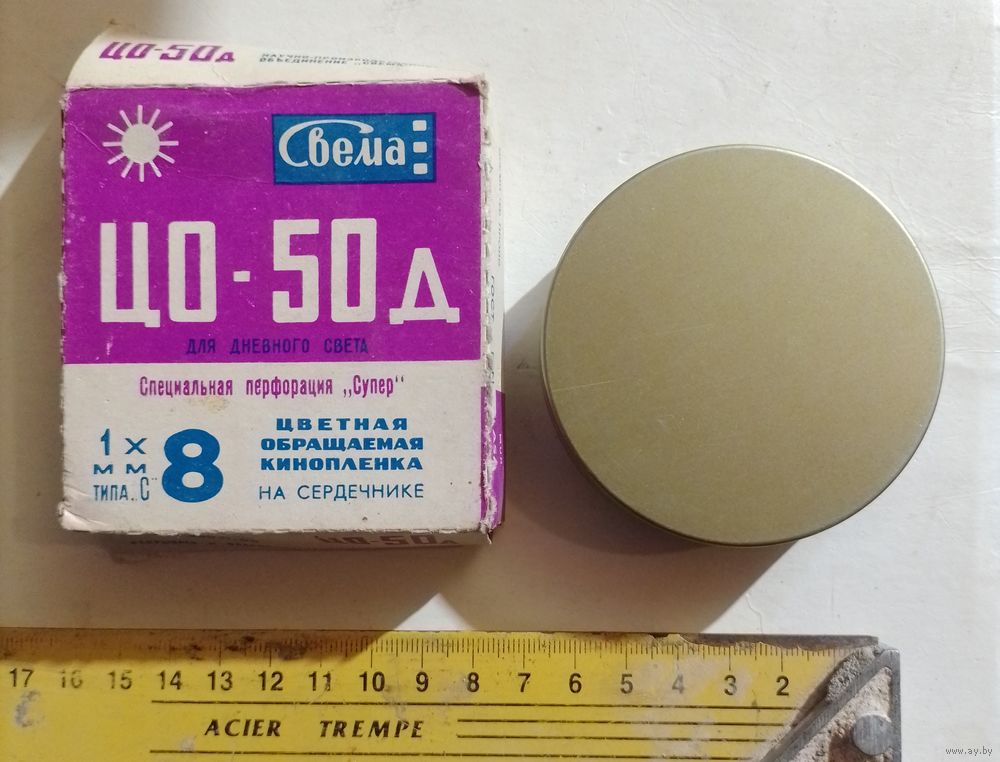 ЦО-50д
ОБЪЕДИНЕНИЕ
Свема
ЦО-50Д
ДЛЯ ДНЕВНОГО СВЕТА
Специальная перфорация „Супер“
1 x 8
мм
ТИПА „С“
ЦВЕТНАЯ
ОБРАЩАЕМАЯ
КИНОПЛЕНКА
НА СЕРДЕЧНИКЕ
ЦО-50д
17 16 15 14 13 12 11 10 9 8 7 6 5 4 3 2
ACIER TREMPE
www.ay.by